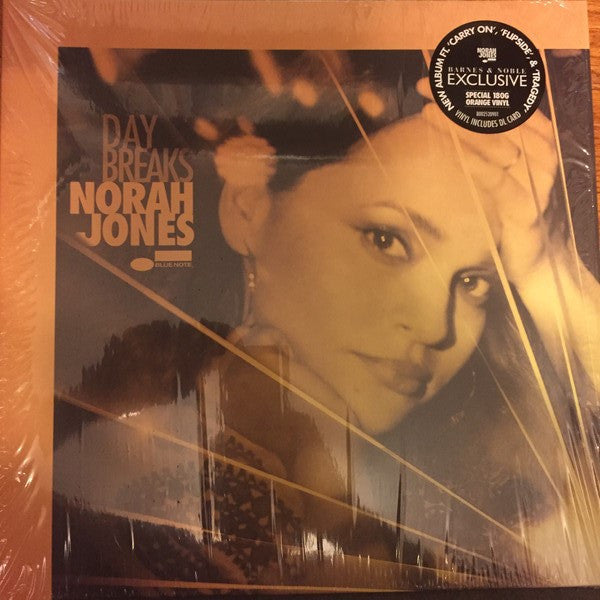 DAY
BREAKS
NORAH
JONES
BLUE NOTE
NEW ALBUM FT. 'CARRY ON', 'FLIPSIDE', & 'TRAGEDY'
NORAH
JONES
BARNES & NOBLE
EXCLUSIVE
SPECIAL 180G
ORANGE VINYL
VINYL INCLUDES DL CARD